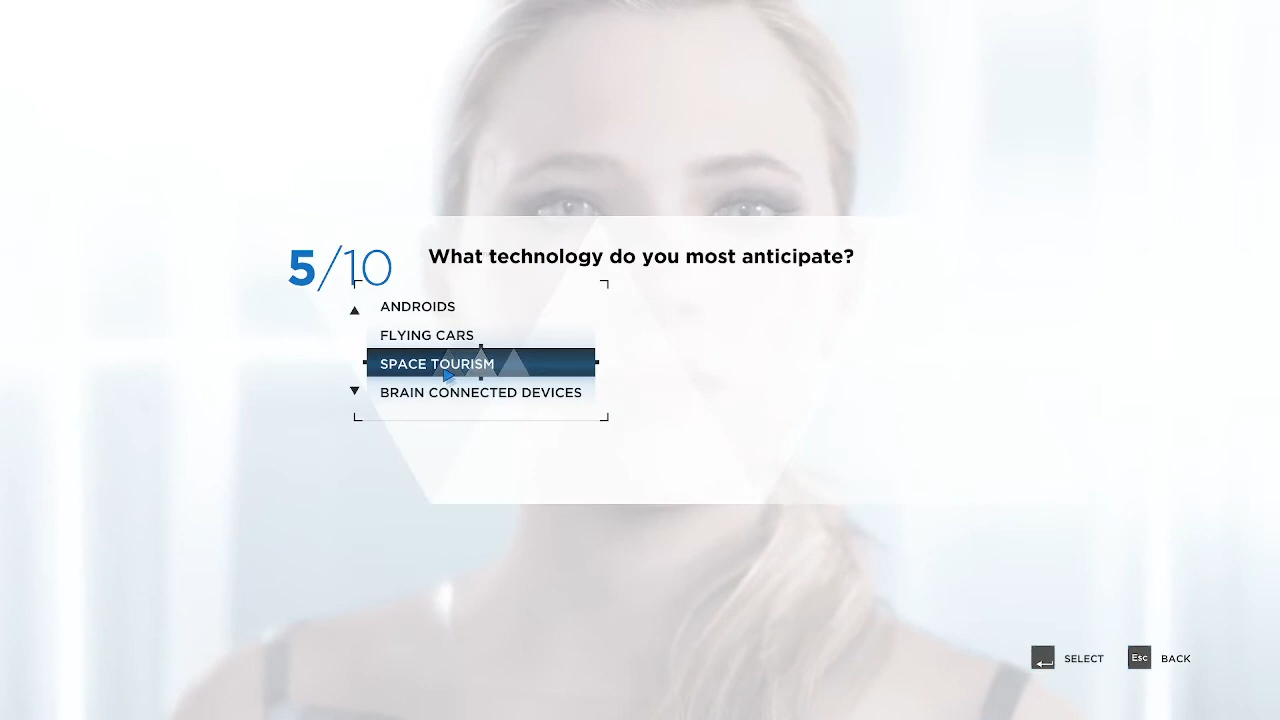 5/10
What technology do you most anticipate?
ANDROIDS
FLYING CARS
SPACE TOURISM
BRAIN CONNECTED DEVICES
SELECT
Esc BACK